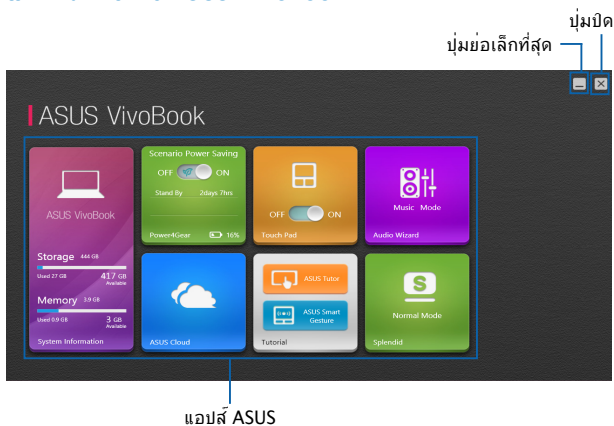 ปุ่มปิด
ปุ่มย่อเล็กที่สุด
ASUS VivoBook
ASUS VivoBook
Storage 444 GB
Used 27 GB 417 GB
Available
Memory 3.9 GB
Used 0.9 GB 3 GB
Available
System Information
Scenario Power Saving
OFF ON
Stand By 2days 7hrs
Power4Gear 16%
OFF ON
Touch Pad
Music Mode
Audio Wizard
ASUS Cloud
ASUS Tutor
ASUS Smart
Gesture
Tutorial
S
Normal Mode
Splendid
แอปส์ ASUS